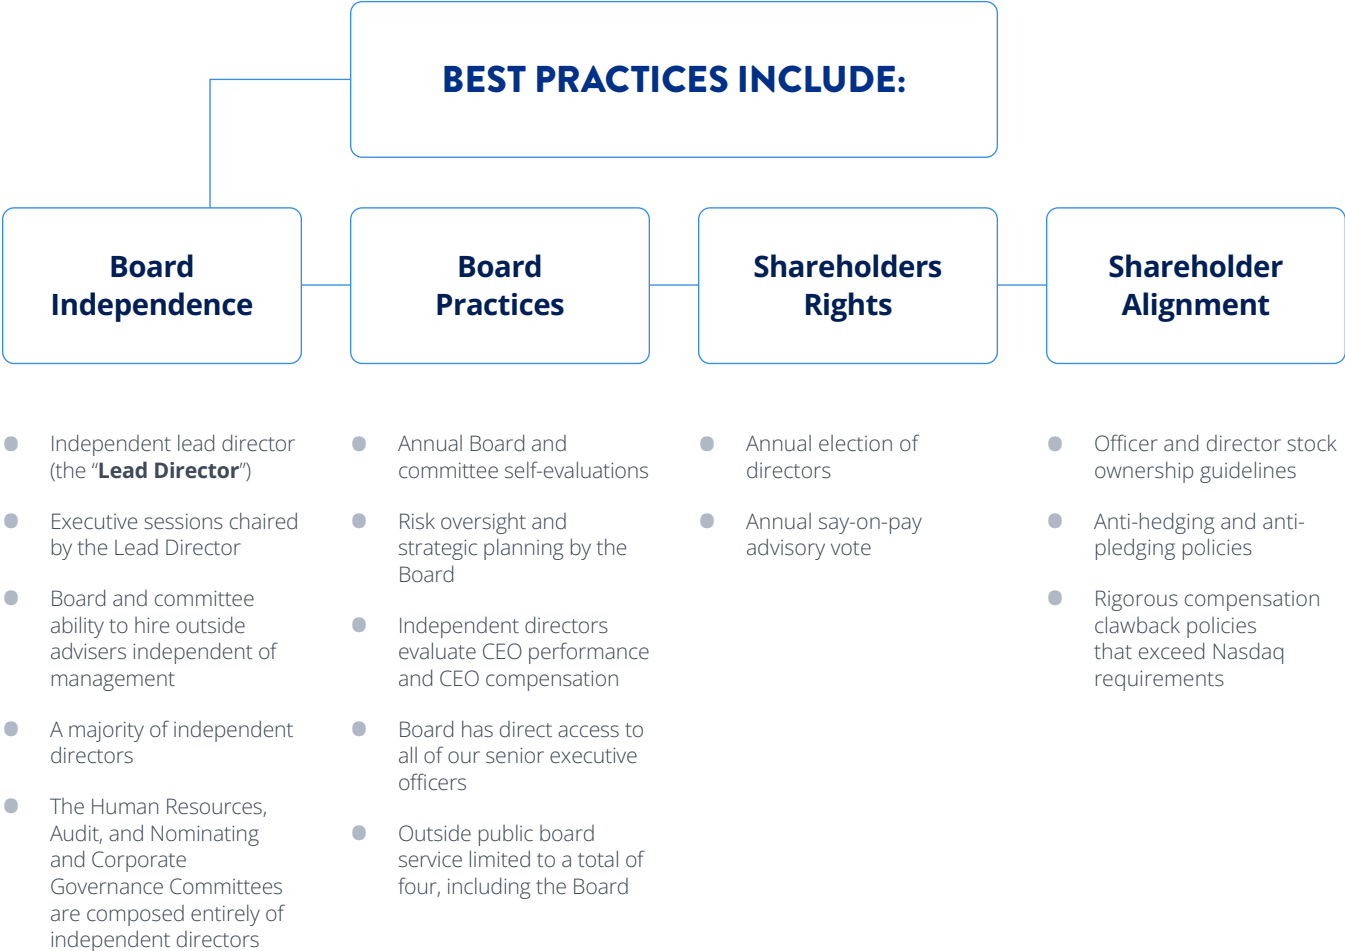 BEST PRACTICES INCLUDE:
Board
Independence
Board
Practices
Shareholders
Rights
Shareholder
Alignment
Independent lead director
(the “Lead Director”)
Executive sessions chaired
by the Lead Director
Board and committee
ability to hire outside
advisers independent of
management
A majority of independent
directors
The Human Resources,
Audit, and Nominating
and Corporate
Governance Committees
are composed entirely of
independent directors
Annual Board and
committee self-evaluations
Risk oversight and
strategic planning by the
Board
Independent directors
evaluate CEO performance
and CEO compensation
Board has direct access to
all of our senior executive
officers
Outside public board
service limited to a total of
four, including the Board
Annual election of
directors
Annual say-on-pay
advisory vote
Officer and director stock
ownership guidelines
Anti-hedging and anti-
pledging policies
Rigorous compensation
clawback policies
that exceed Nasdaq
requirements